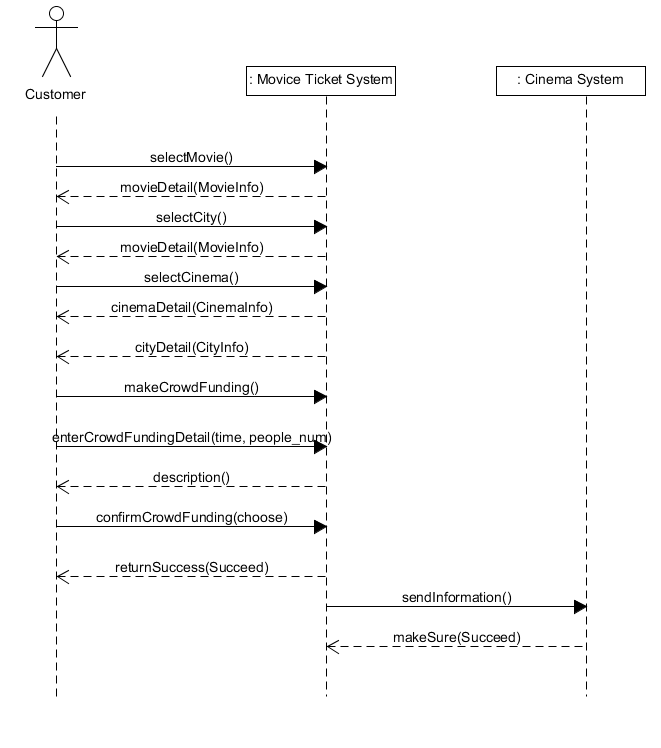 Customer
: Movice Ticket System
: Cinema System
selectMovie()
movieDetail(MovieInfo)
selectCity()
movieDetail(MovieInfo)
selectCinema()
cinemaDetail(CinemaInfo)
cityDetail(CityInfo)
makeCrowdFunding()
enterCrowdFundingDetail(time, people_num)
description()
confirmCrowdFunding(choose)
returnSuccess(Succeed)
sendInformation()
makeSure(Succeed)